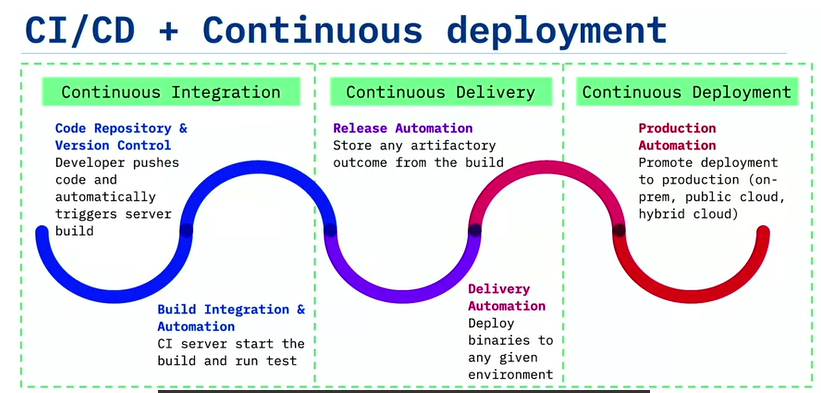 CI/CD + Continuous deployment
Continuous Integration
Code Repository &
Version Control
Developer pushes
code and
automatically
triggers server
build
Build Integration &
Automation
CI server start the
build and run test
Continuous Delivery
Release Automation
Store any artifactory
outcome from the build
Delivery
Automation
Deploy
binaries to
any given
environment
Continuous Deployment
Production
Automation
Promote deployment
to production (on-
prem, public cloud,
hybrid cloud)